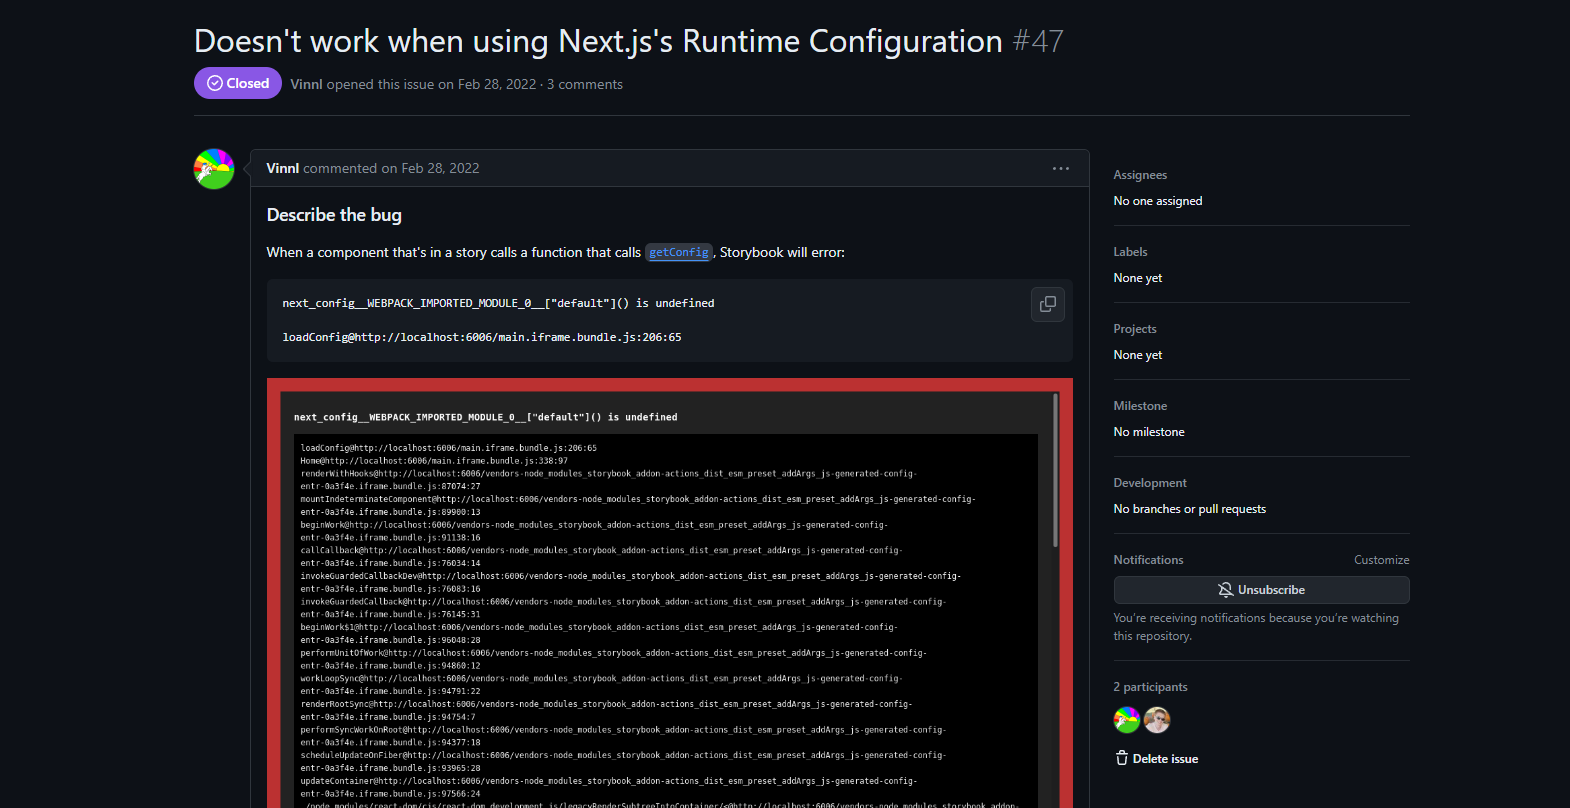 Doesn't work when using Next.js's Runtime Configuration #47
Closed
Vinnl opened this issue on Feb 28, 2022 · 3 comments
Vinnl commented on Feb 28, 2022
Describe the bug
When a component that's in a story calls a function that calls getConfig, Storybook will error:
next_config__WEBPACK_IMPORTED_MODULE_0__["default"]() is undefined
loadConfig@http://localhost:6006/main.iframe.bundle.js:206:65
next_config__WEBPACK_IMPORTED_MODULE_0__["default"]() is undefined
loadConfig@http://localhost:6006/main.iframe.bundle.js:206:65
Home@http://localhost:6006/main.iframe.bundle.js:338:97
renderWithHooks@http://localhost:6006/vendors-node_modules_storybook_addon-actions_dist_esm_preset_addArgs_js-generated-config-
entr-0a3f4e.iframe.bundle.js:87074:27
mountIndeterminateComponent@http://localhost:6006/vendors-node_modules_storybook_addon-actions_dist_esm_preset_addArgs_js-generated-config-
entr-0a3f4e.iframe.bundle.js:89900:13
beginWork@http://localhost:6006/vendors-node_modules_storybook_addon-actions_dist_esm_preset_addArgs_js-generated-config-
entr-0a3f4e.iframe.bundle.js:91138:16
callCallback@http://localhost:6006/vendors-node_modules_storybook_addon-actions_dist_esm_preset_addArgs_js-generated-config-
entr-0a3f4e.iframe.bundle.js:76034:14
invokeGuardedCallbackDev@http://localhost:6006/vendors-node_modules_storybook_addon-actions_dist_esm_preset_addArgs_js-generated-config-
entr-0a3f4e.iframe.bundle.js:76083:16
invokeGuardedCallback@http://localhost:6006/vendors-node_modules_storybook_addon-actions_dist_esm_preset_addArgs_js-generated-config-
entr-0a3f4e.iframe.bundle.js:76145:31
beginWork$1@http://localhost:6006/vendors-node_modules_storybook_addon-actions_dist_esm_preset_addArgs_js-generated-config-
entr-0a3f4e.iframe.bundle.js:96048:28
performUnitOfWork@http://localhost:6006/vendors-node_modules_storybook_addon-actions_dist_esm_preset_addArgs_js-generated-config-
entr-0a3f4e.iframe.bundle.js:94860:12
workLoopSync@http://localhost:6006/vendors-node_modules_storybook_addon-actions_dist_esm_preset_addArgs_js-generated-config-
entr-0a3f4e.iframe.bundle.js:94791:22
renderRootSync@http://localhost:6006/vendors-node_modules_storybook_addon-actions_dist_esm_preset_addArgs_js-generated-config-
entr-0a3f4e.iframe.bundle.js:94754:7
performSyncWorkOnRoot@http://localhost:6006/vendors-node_modules_storybook_addon-actions_dist_esm_preset_addArgs_js-generated-config-
entr-0a3f4e.iframe.bundle.js:94377:18
scheduleUpdateOnFiber@http://localhost:6006/vendors-node_modules_storybook_addon-actions_dist_esm_preset_addArgs_js-generated-config-
entr-0a3f4e.iframe.bundle.js:93965:28
updateContainer@http://localhost:6006/vendors-node_modules_storybook_addon-actions_dist_esm_preset_addArgs_js-generated-config-
entr-0a3f4e.iframe.bundle.js:97566:24
./node_modules/react-dom/cjs/react-dom.development.js/legacyRenderSubtreeIntoContainer/<@http://localhost:6006/vendors-node_modules_storybook_addon-
Assignees
No one assigned
Labels
None yet
Projects
None yet
Milestone
No milestone
Development
No branches or pull requests
Notifications
Customize
Unsubscribe
You're receiving notifications because you're watching
this repository.
2 participants
Delete issue